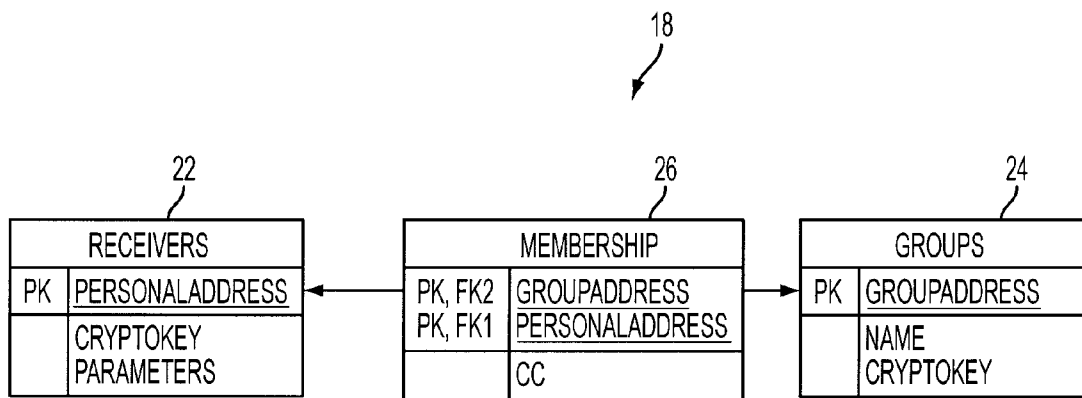 18
22
26
24
RECEIVERS
PK PERSONALADDRESS
CRYPTOKEY
PARAMETERS
MEMBERSHIP
PK, FK2 GROUPADDRESS
PK, FK1 PERSONALADDRESS
CC
GROUPS
PK GROUPADDRESS
NAME
CRYPTOKEY